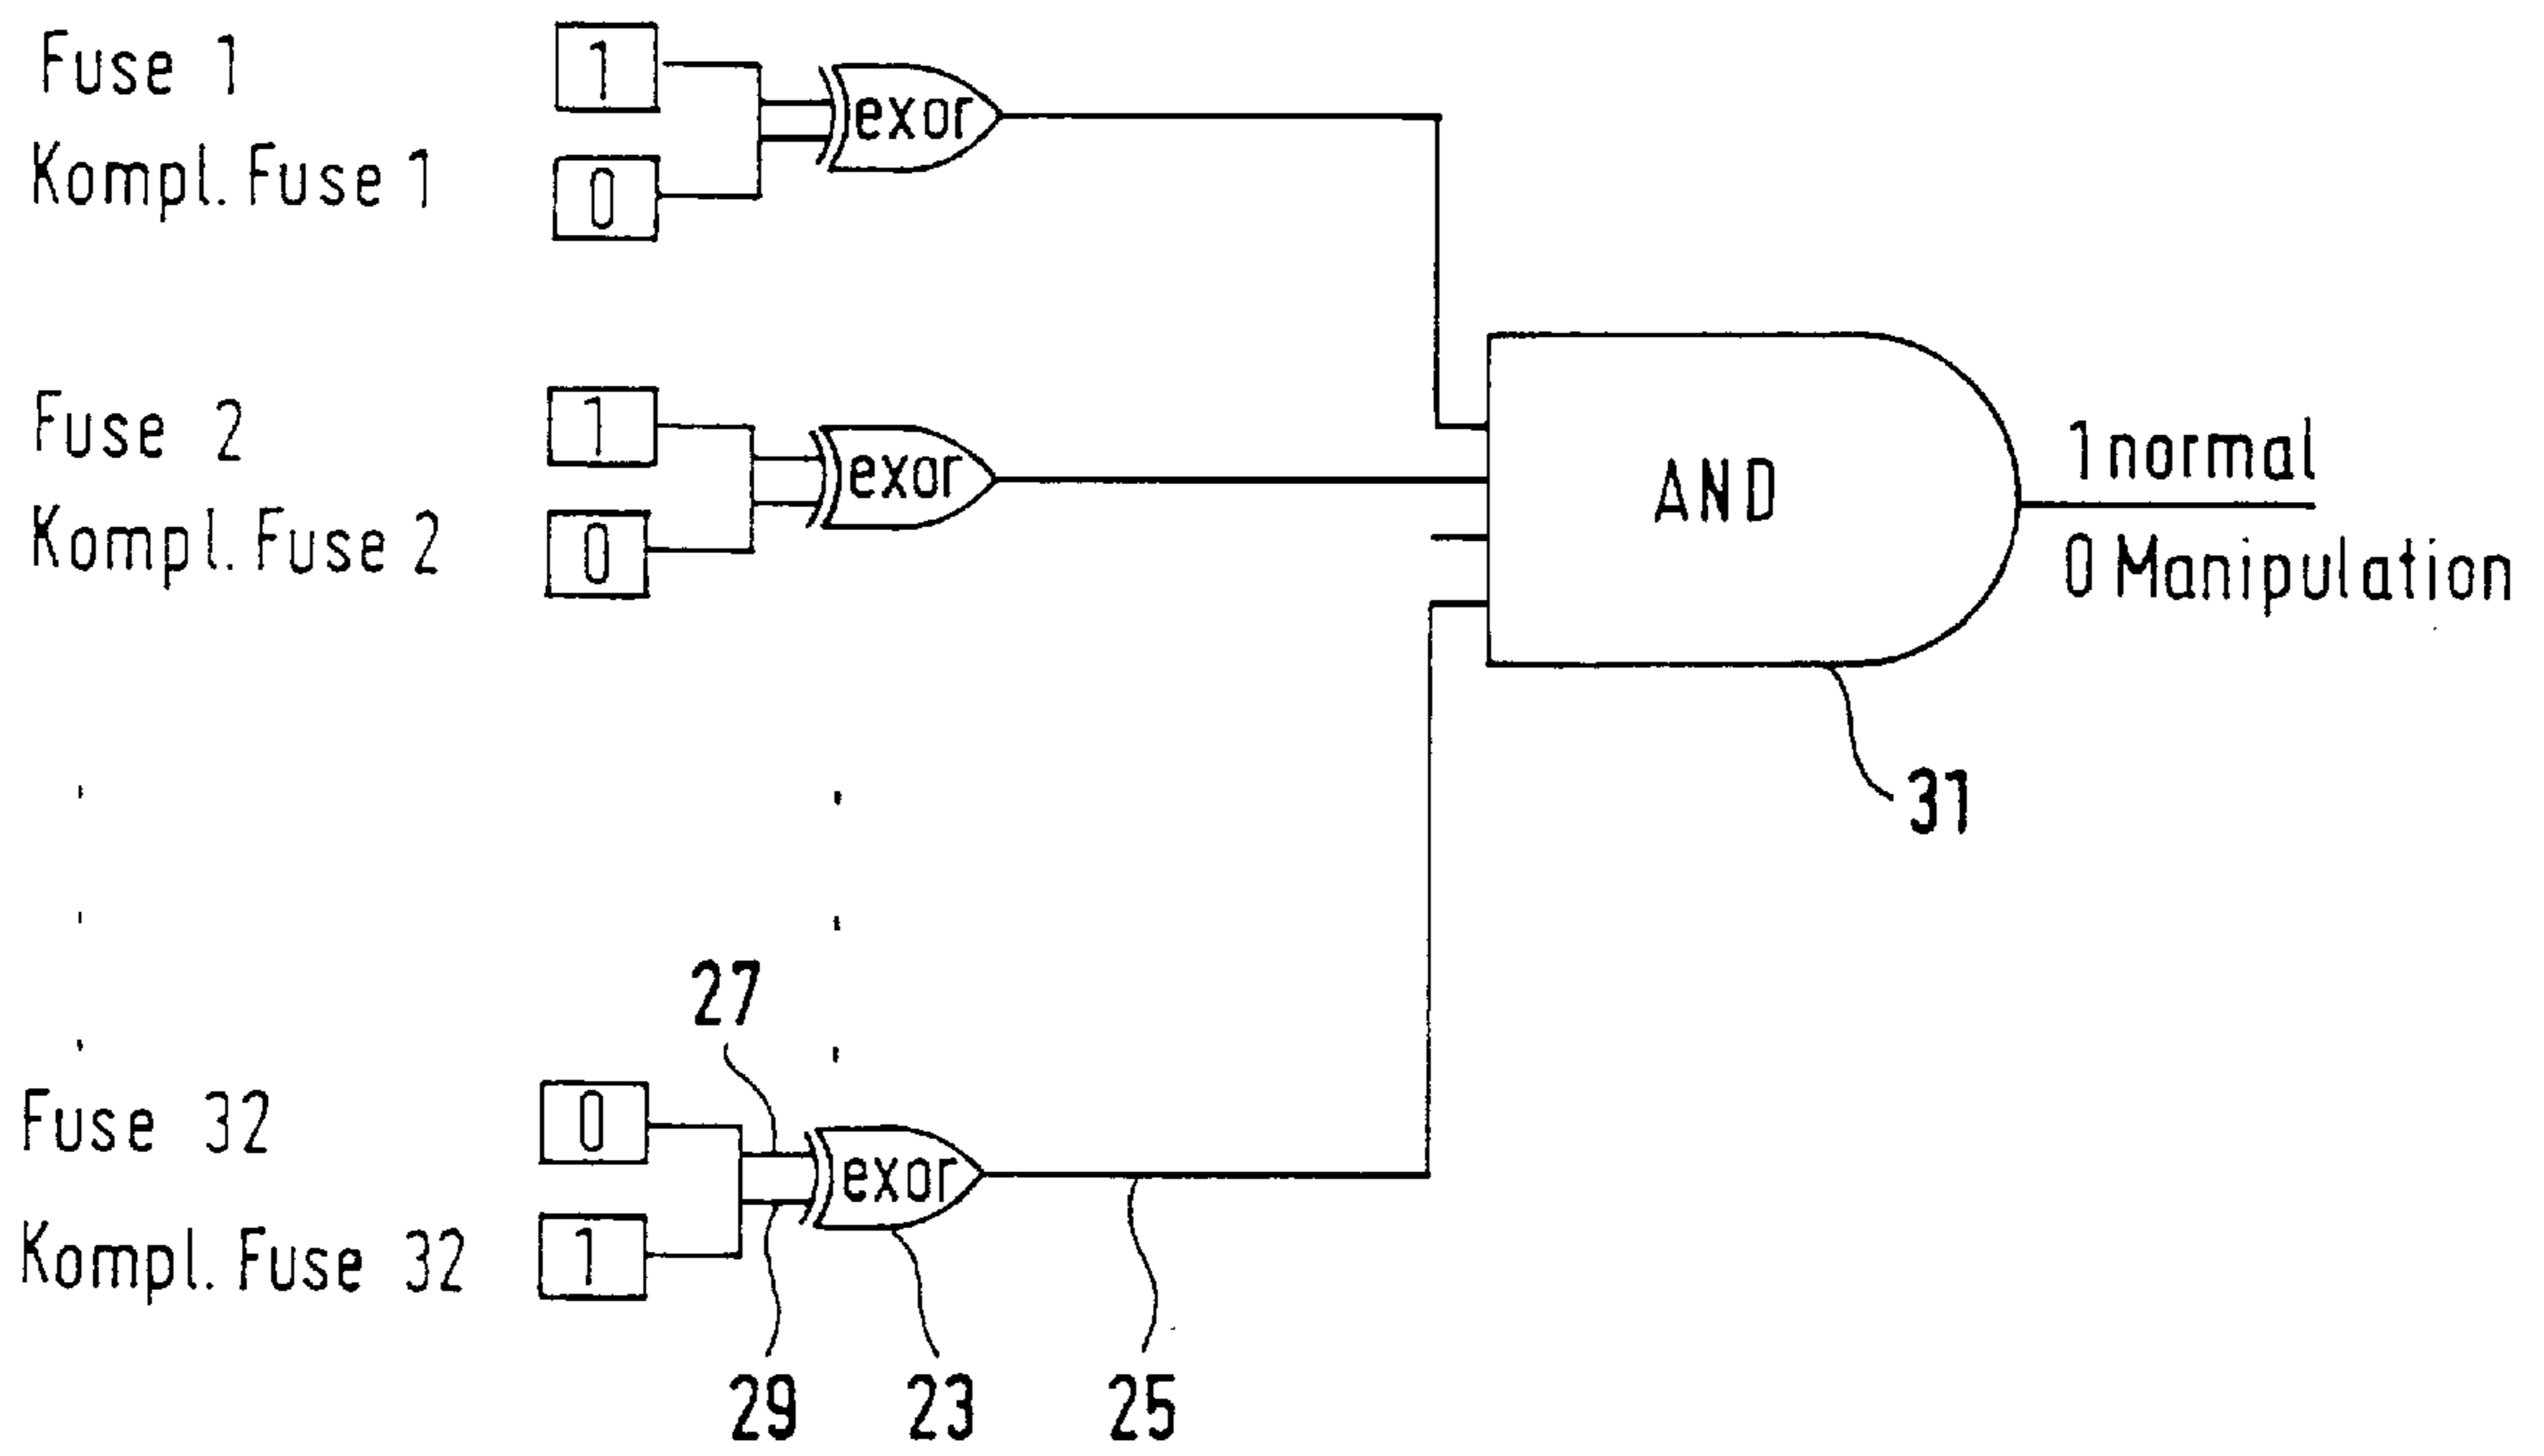 Fuse 1
1
exor
Kompl. Fuse 1
0
Fuse 2
1
exor
Kompl. Fuse 2
0
AND
1 normal
0 Manipulation
31
27
Fuse 32
0
exor
Kompl. Fuse 32
1
29
23
25